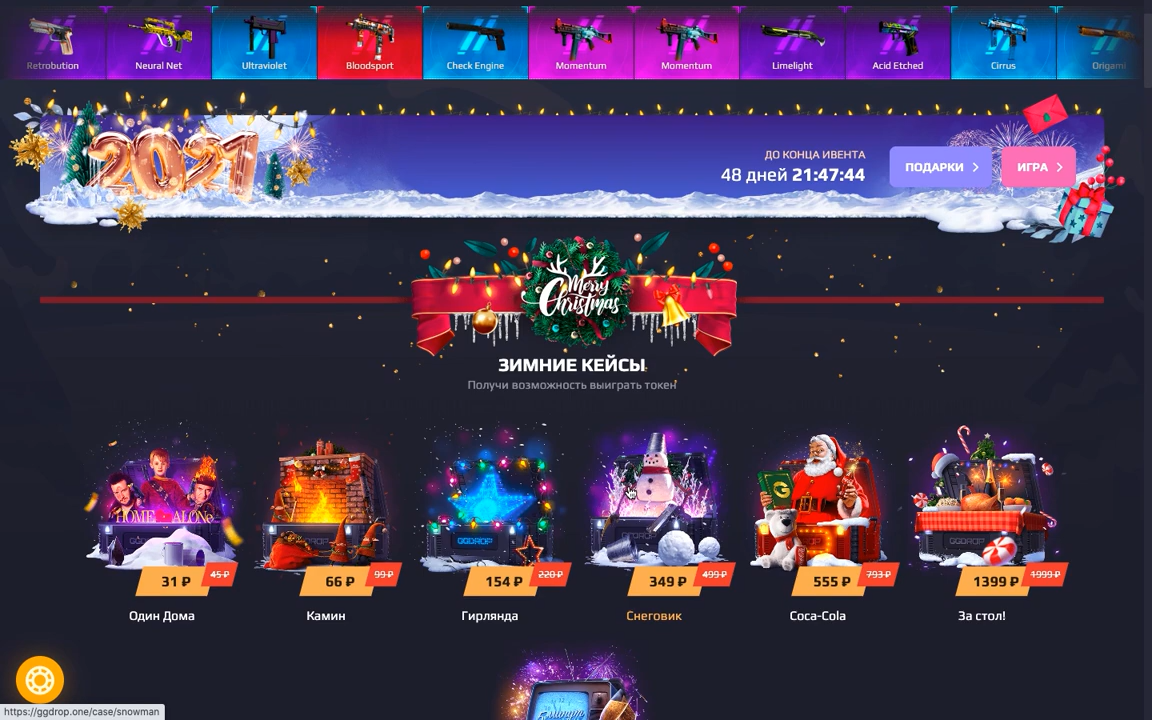 Retrobution
Neural Net
Ultraviolet
Bloodsport
Check Engine
Momentum
Momentum
Limelight
Acid Etched
Cirrus
Origami
2021
ДО КОНЦА ИВЕНТА
48 дней 21:47:44
ПОДАРКИ
ИГРА
Merry
Christmas
ЗИМНИЕ КЕЙСЫ
Получи возможность выиграть токен
HOME ALONe
GGDROP
GGDROP
31 ₽
45 ₽
66 ₽
99 ₽
154 ₽
220 ₽
349 ₽
499 ₽
555 ₽
793 ₽
1399 ₽
1999 ₽
Один Дома
Камин
Гирлянда
Снеговик
Coca-Cola
За стол!
https://ggdrop.one/case/snowman